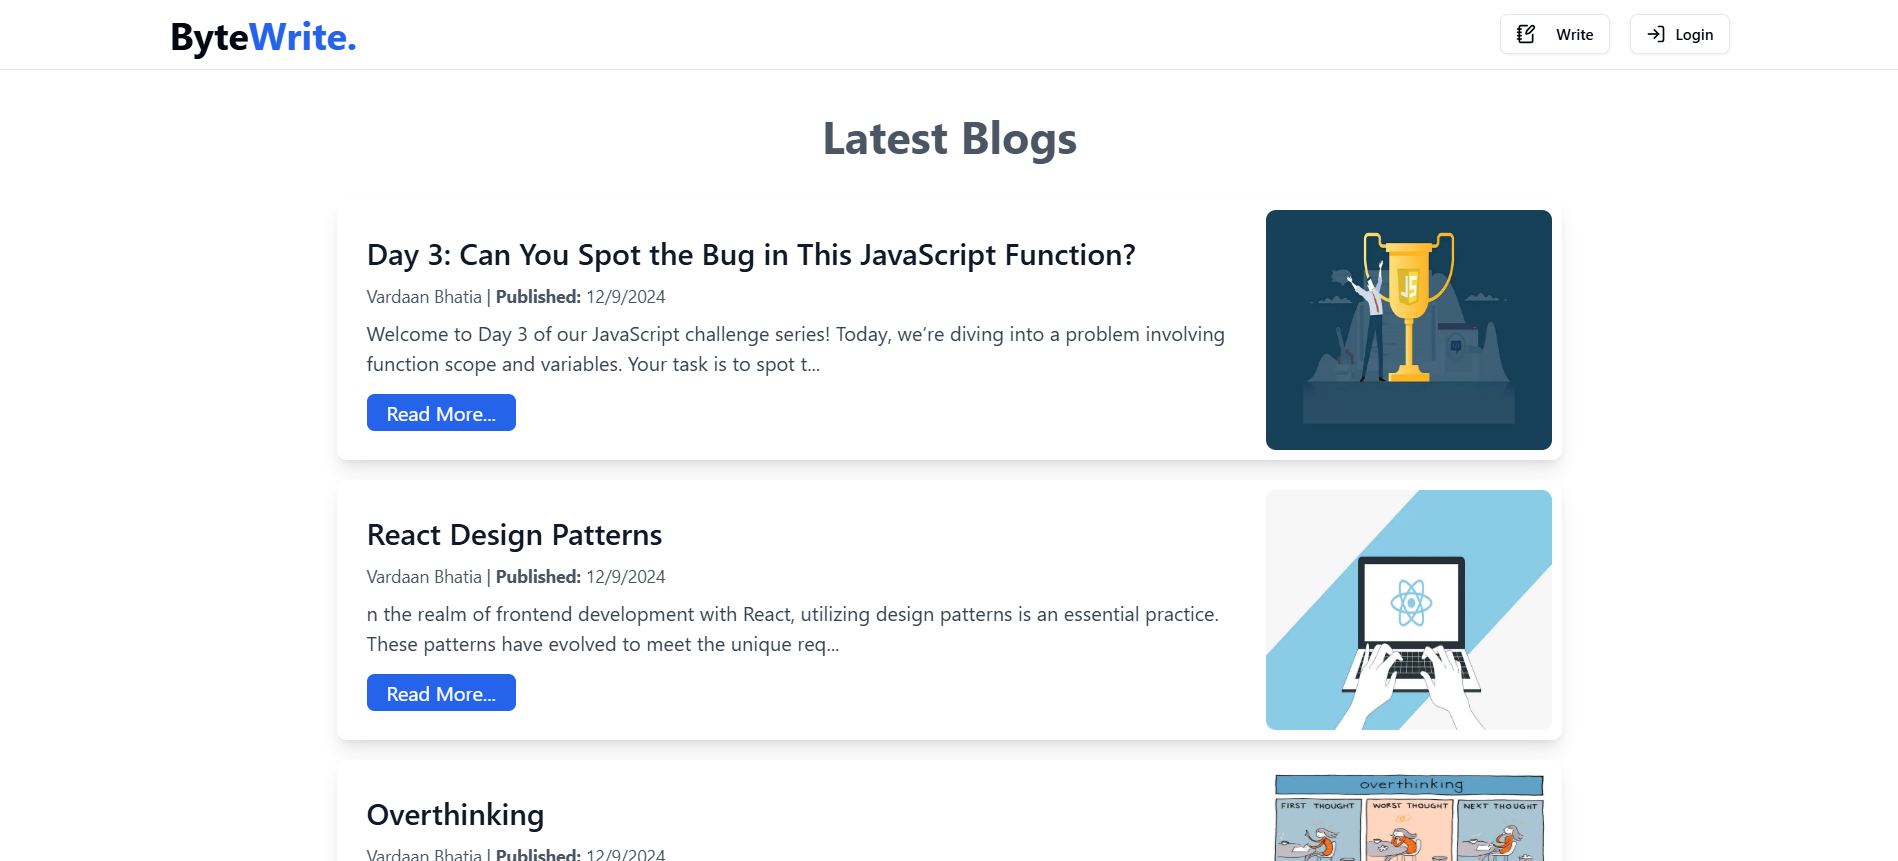 ByteWrite.
Write
Login
Latest Blogs
Day 3: Can You Spot the Bug in This JavaScript Function?
Vardaan Bhatia | Published: 12/9/2024
Welcome to Day 3 of our JavaScript challenge series! Today, we’re diving into a problem involving
function scope and variables. Your task is to spot t...
Read More...
JS
React Design Patterns
Vardaan Bhatia | Published: 12/9/2024
n the realm of frontend development with React, utilizing design patterns is an essential practice.
These patterns have evolved to meet the unique req...
Read More...
Overthinking
Vardaan Bhatia | Published: 12/9/2024
overthinking
FIRST THOUGHT
WORST THOUGHT
NEXT THOUGHT